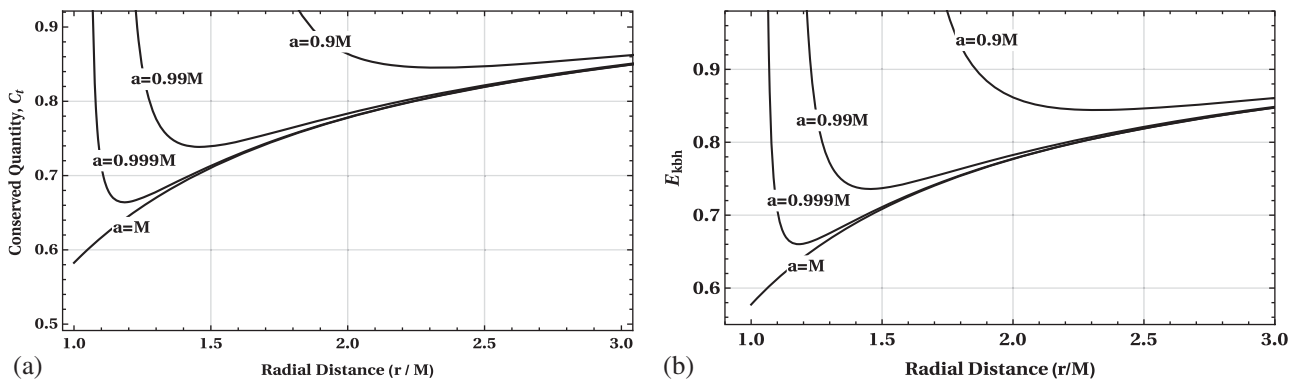 0.9
0.8
0.7
0.6
0.5
Conserved Quantity, C_t
a=0.9M
a=0.99M
a=0.999M
a=M
1.0 1.5 2.0 2.5 3.0
(a) Radial Distance (r / M)
0.9
0.8
0.7
0.6
E_kbh
a=0.9M
a=0.99M
a=0.999M
a=M
1.0 1.5 2.0 2.5 3.0
(b) Radial Distance (r/M)